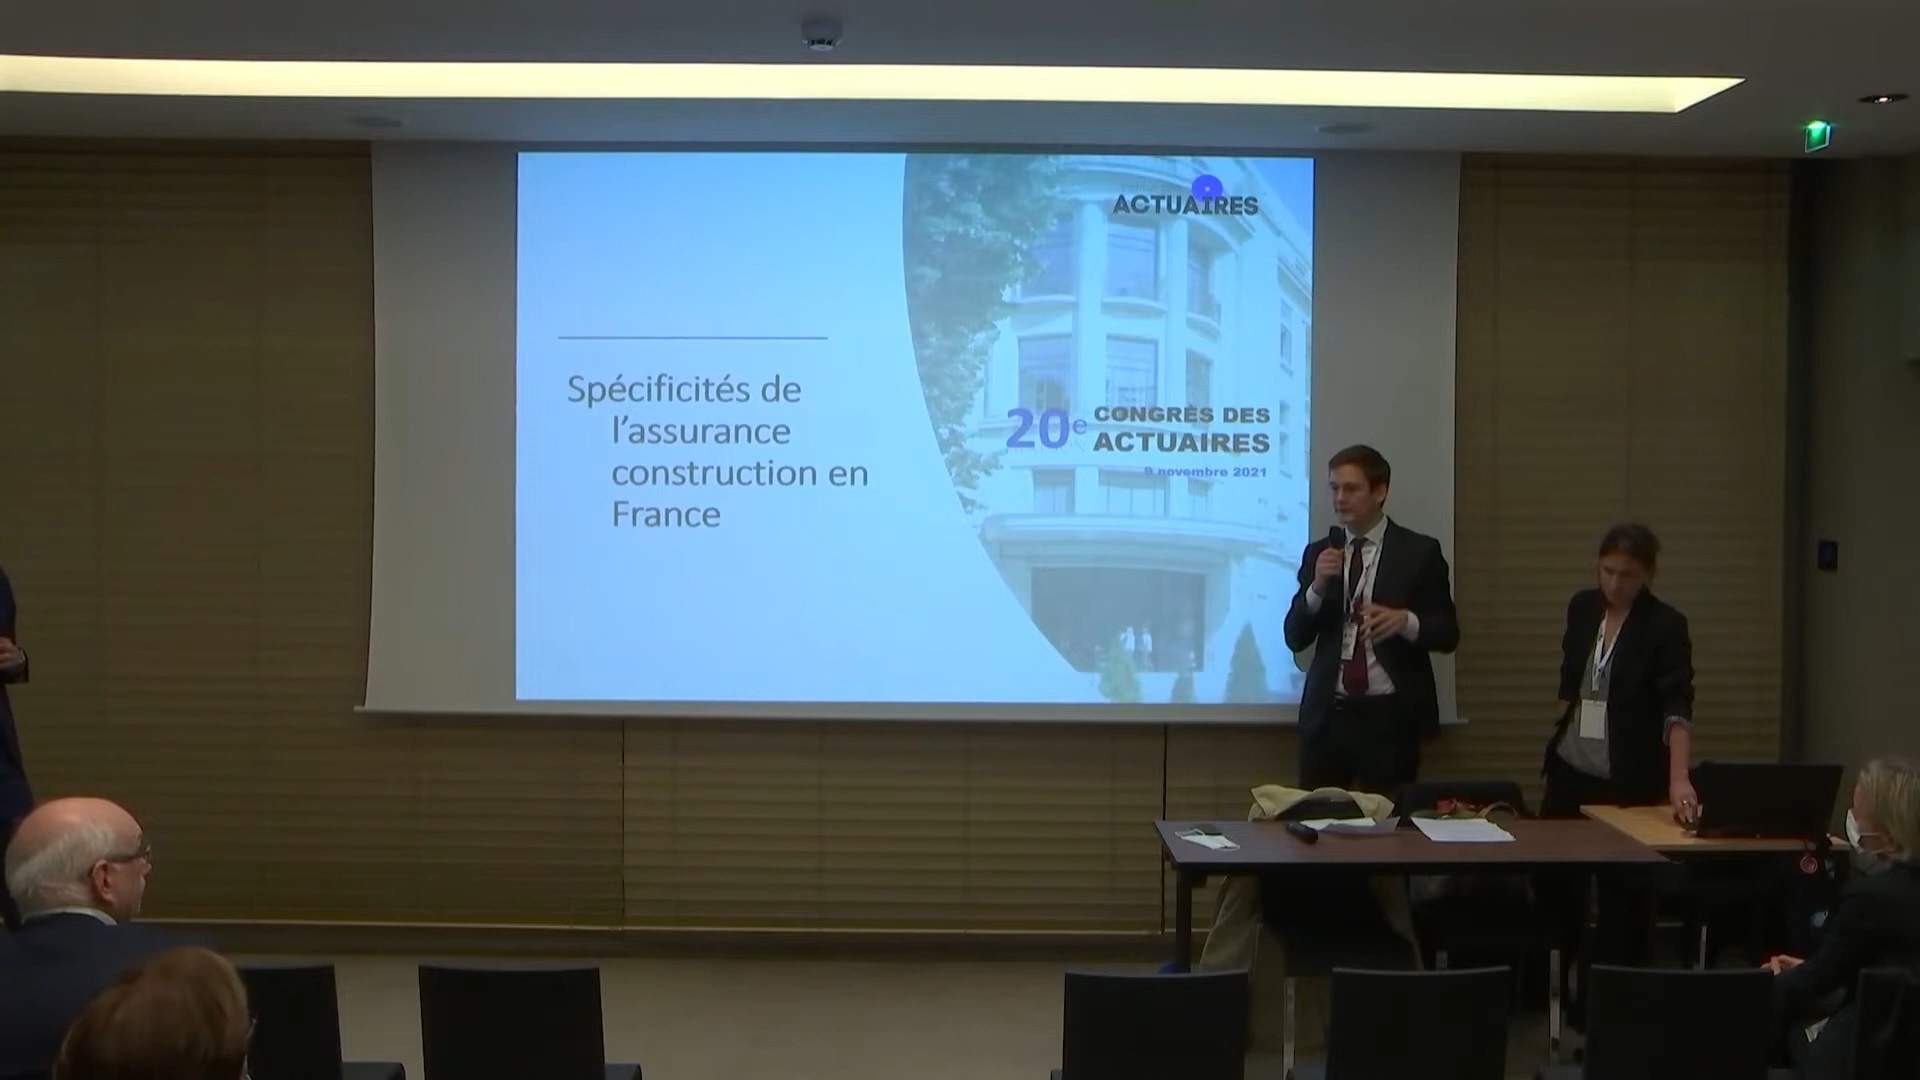 ACTUAIRES
Spécificités de
l'assurance
construction en
France
20e CONGRÈS DES
ACTUAIRES
9 novembre 2021